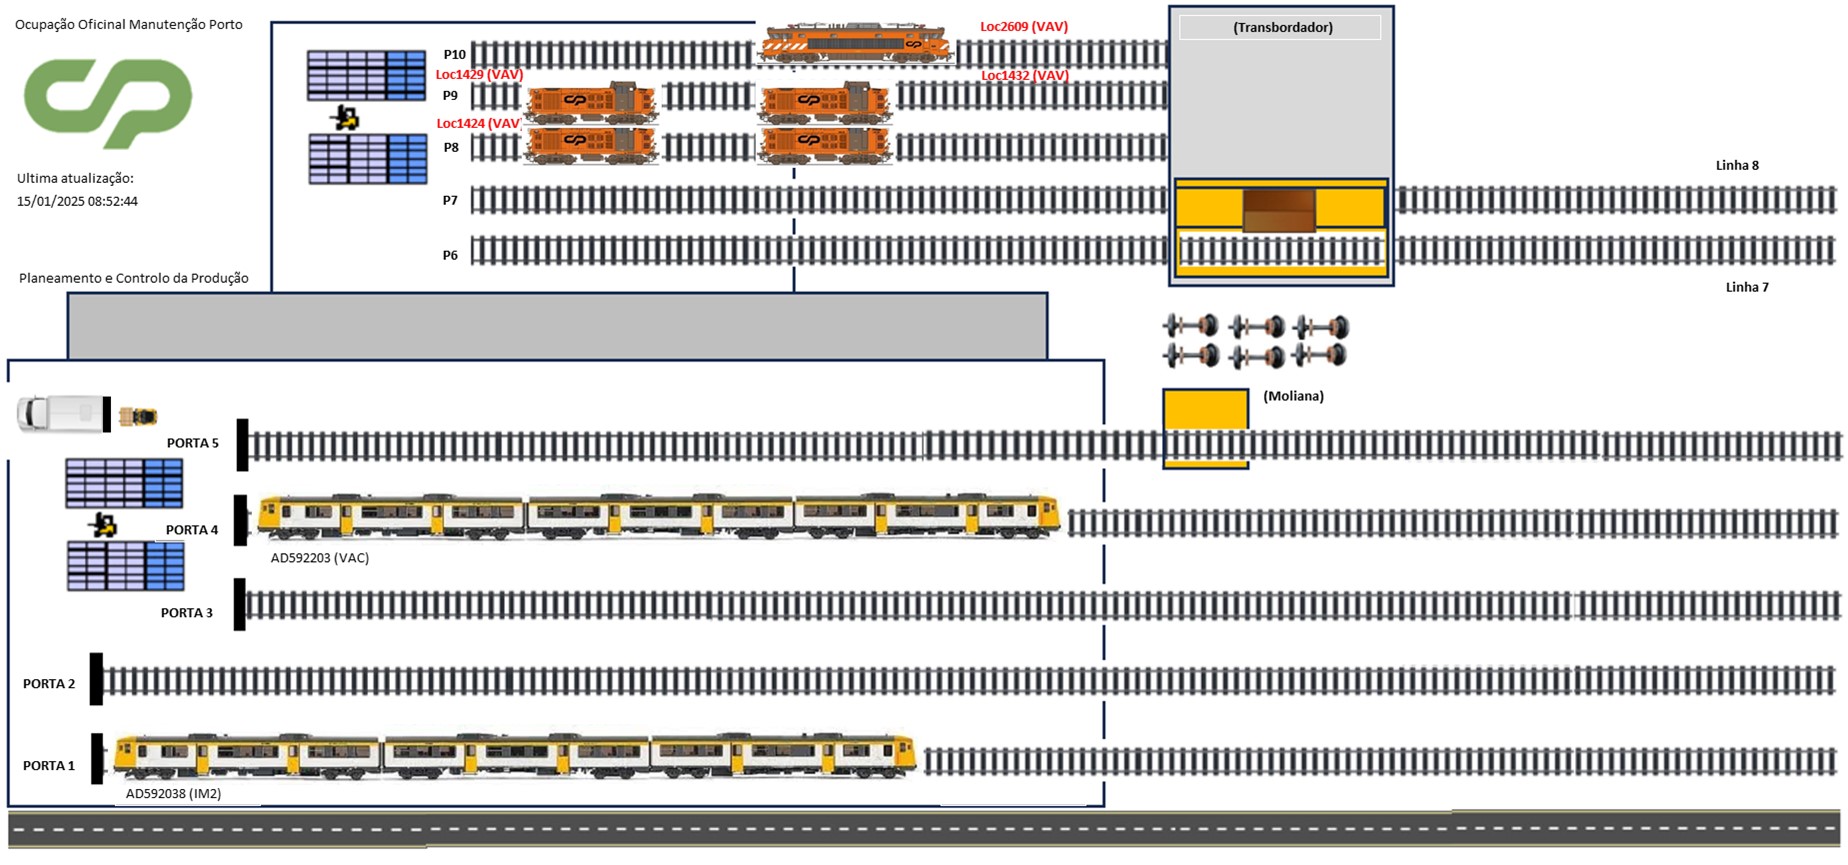 Ocupação Oficinal Manutenção Porto
CP
Ultima atualização:
15/01/2025 08:52:44
Planeamento e Controlo da Produção
Loc2609 (VAV)
(Transbordador)
P10
Loc1429 (VAV)
Loc1432 (VAV)
P9
Loc1424 (VAV)
P8
Linha 8
P7
P6
Linha 7
(Moliana)
PORTA 5
PORTA 4
AD592203 (VAC)
PORTA 3
PORTA 2
PORTA 1
AD592038 (IM2)